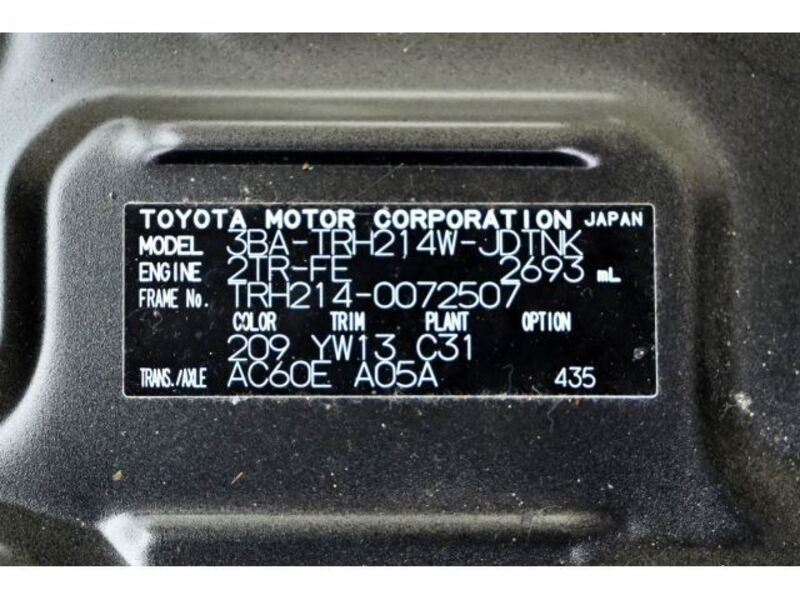 TOYOTA MOTOR CORPORATION JAPAN
MODEL 3BA-TRH214W-JDTNK
ENGINE 2TR-FE 2693 mL
FRAME No. TRH214-0072507
COLOR TRIM PLANT OPTION
209 YW13 C31
TRANS./AXLE AC60E A05A 435